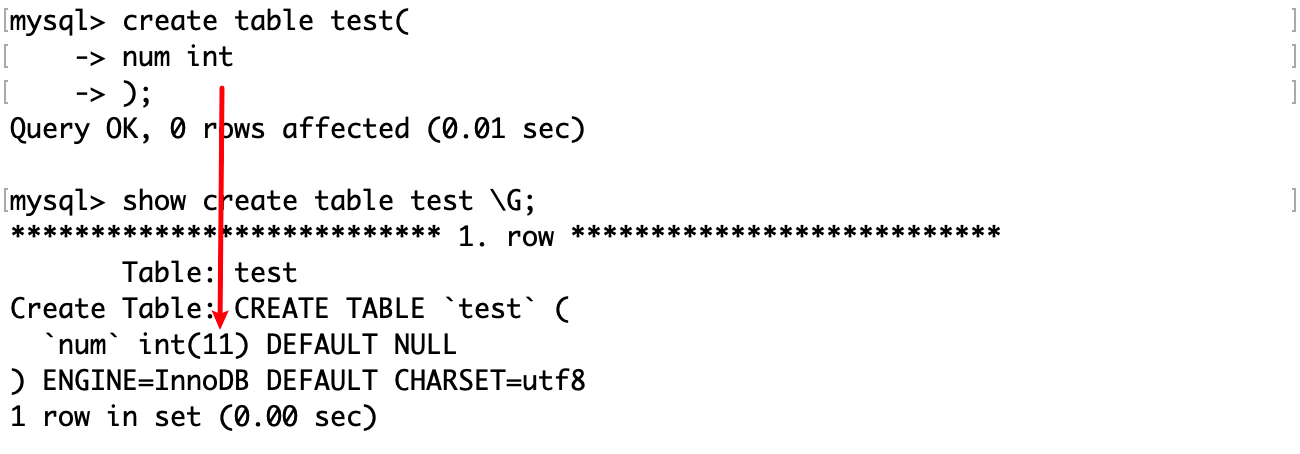 [mysql> create table test( ]
[    -> num int ]
[    -> ); ]
Query OK, 0 rows affected (0.01 sec)
[mysql> show create table test \G; ]
*************************** 1. row ***************************
       Table: test
Create Table: CREATE TABLE `test` (
  `num` int(11) DEFAULT NULL
) ENGINE=InnoDB DEFAULT CHARSET=utf8
1 row in set (0.00 sec)